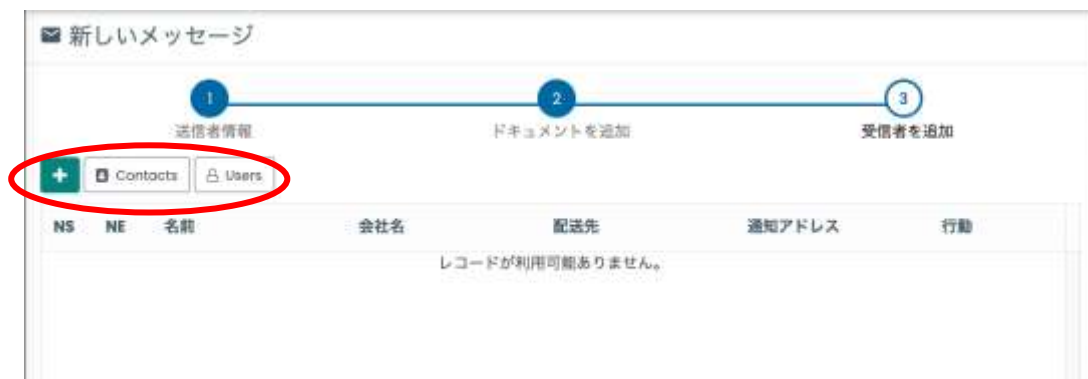 新しいメッセージ
1 2 3
送信者情報 ドキュメントを追加 受信者を追加
+ Contacts Users
NS NE 名前 会社名 配送先 通知アドレス 行動
レコードが利用可能ありません。